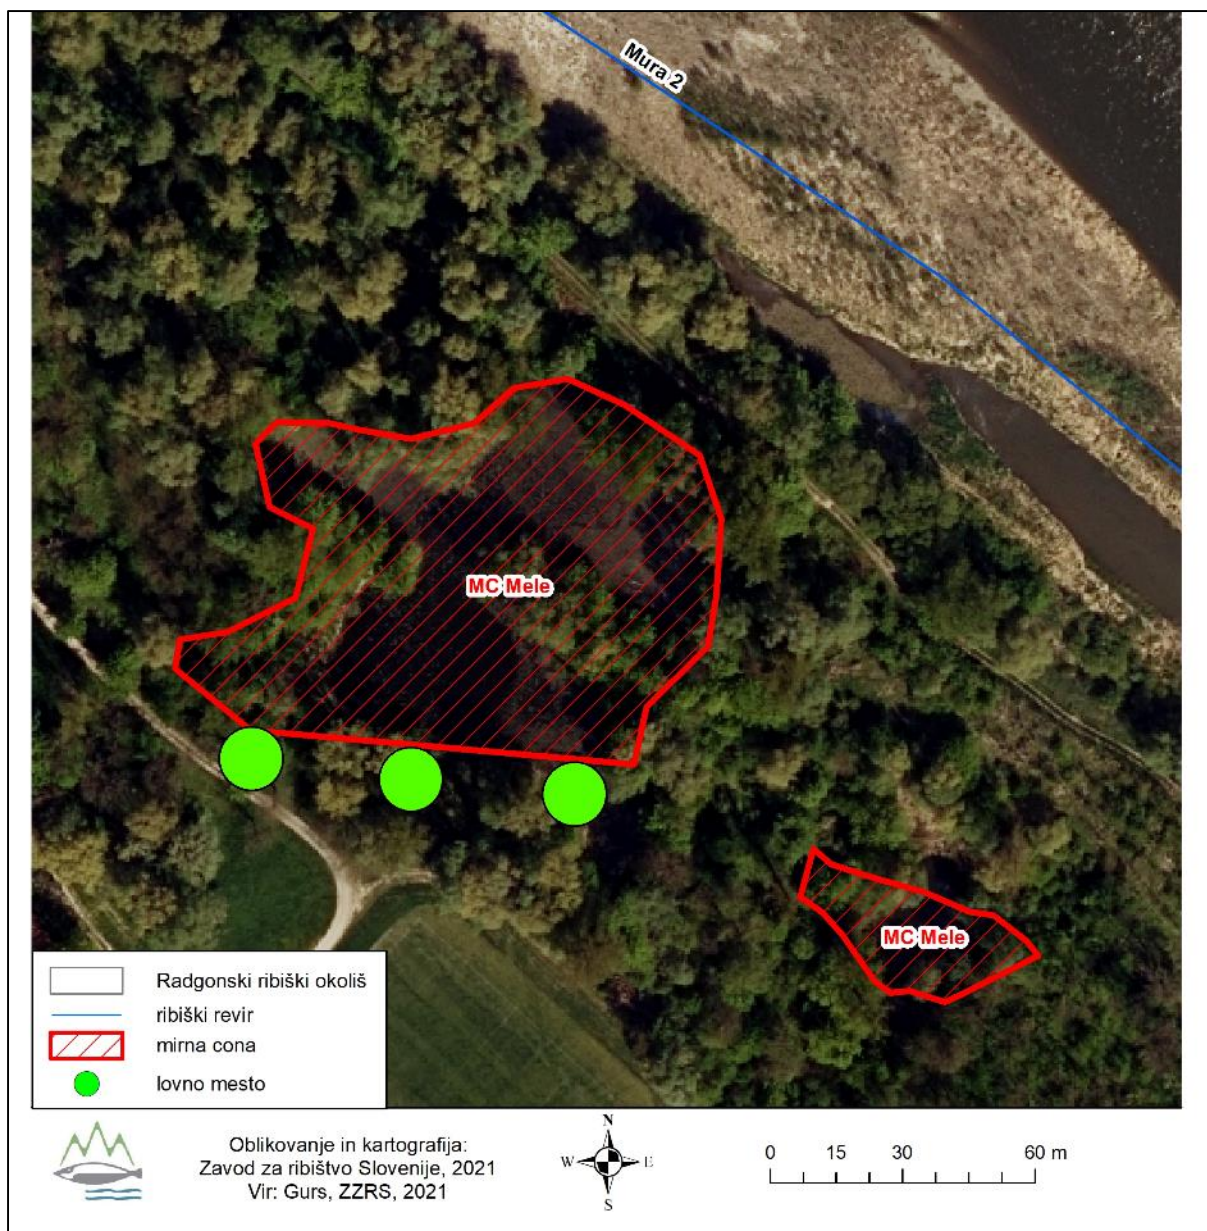 Mura 2
MC Mele
MC Mele
Radgonski ribiški okoliš
ribiški revir
mirna cona
lovno mesto
Oblikovanje in kartografija:
Zavod za ribištvo Slovenije, 2021
Vir: Gurs, ZZRS, 2021
N
W E
S
0 15 30 60 m